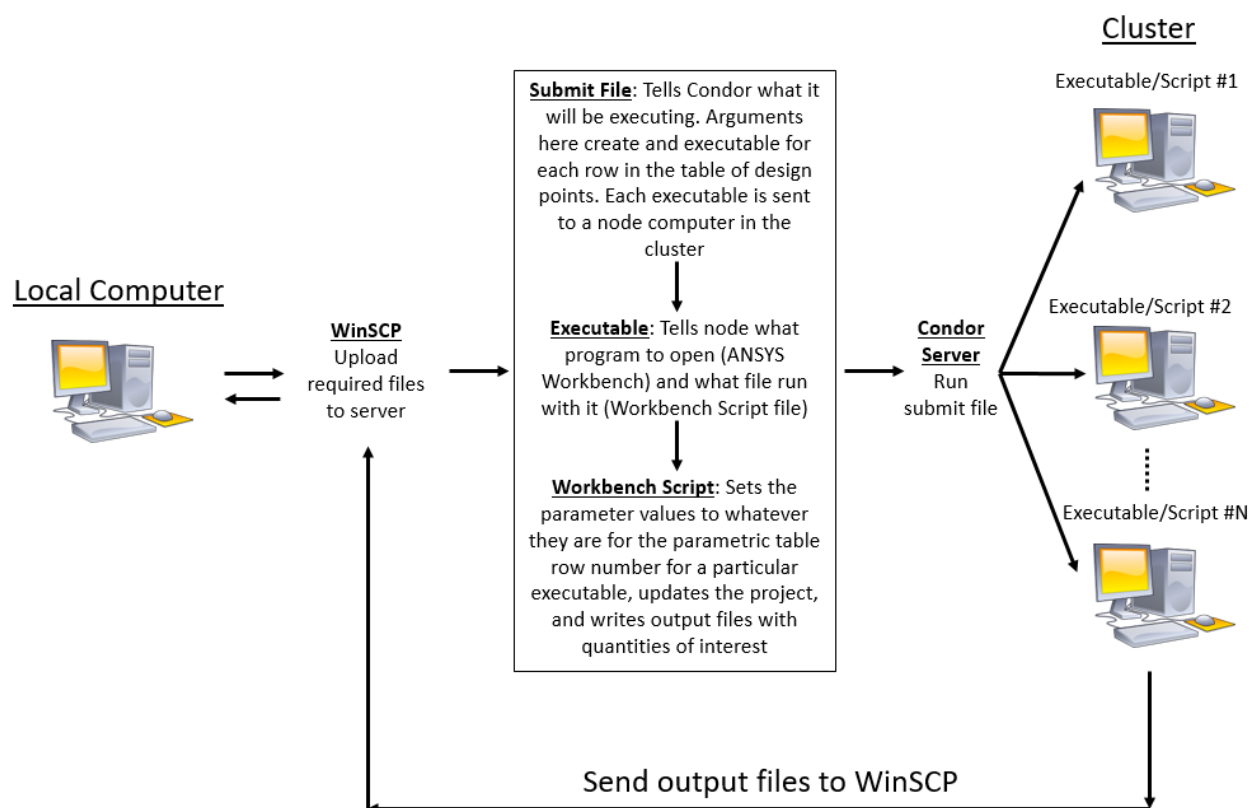 Cluster
Executable/Script #1
Submit File: Tells Condor what it
will be executing. Arguments
here create and executable for
each row in the table of design
points. Each executable is sent
to a node computer in the
cluster
Local Computer
WinSCP
Upload
required files
to server
Executable: Tells node what
program to open (ANSYS
Workbench) and what file run
with it (Workbench Script file)
Condor
Server
Run
submit file
Executable/Script #2
Workbench Script: Sets the
parameter values to whatever
they are for the parametric table
row number for a particular
executable, updates the project,
and writes output files with
quantities of interest
Executable/Script #N
Send output files to WinSCP